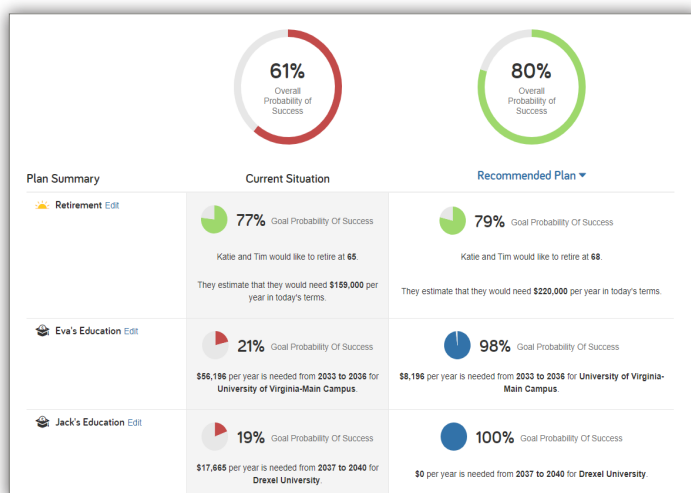 61%
Overall
Probability of
Success
80%
Overall
Probability of
Success
Plan Summary
Current Situation
Recommended Plan
Retirement Edit
77% Goal Probability Of Success
Katie and Tim would like to retire at 65.
They estimate that they would need $159,000 per
year in today's terms.
79% Goal Probability Of Success
Katie and Tim would like to retire at 68.
They estimate that they would need $220,000 per year in today's terms.
Eva's Education Edit
21% Goal Probability Of Success
$56,196 per year is needed from 2033 to 2036 for
University of Virginia-Main Campus.
98% Goal Probability Of Success
$8,196 per year is needed from 2033 to 2036 for University of Virginia-
Main Campus.
Jack's Education Edit
19% Goal Probability Of Success
$17,665 per year is needed from 2037 to 2040 for
Drexel University.
100% Goal Probability Of Success
$0 per year is needed from 2037 to 2040 for Drexel University.